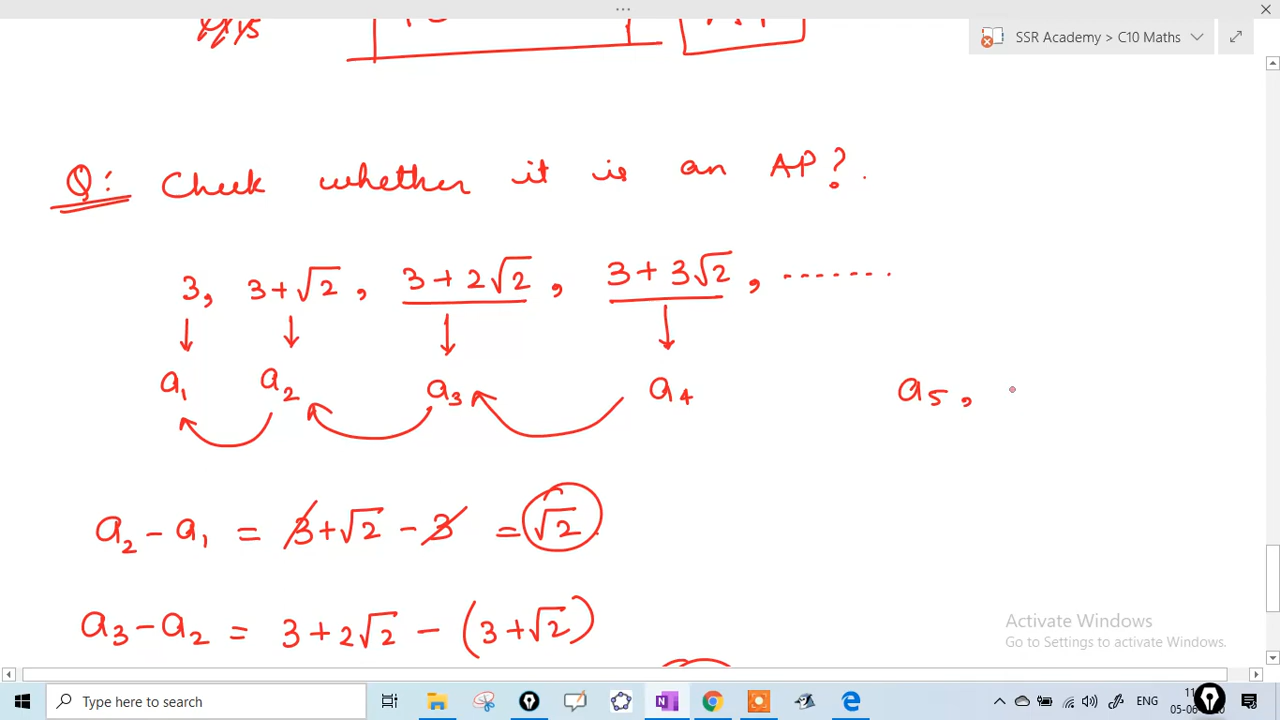 SSR Academy > C10 Maths
Q: Check whether it is an AP?.
3, 3+√2, 3+2√2, 3+3√2, .......
a₁ a₂ a₃ a₄ a₅,
a₂ - a₁ = 3+√2 - 3 = √2
a₃ - a₂ = 3+2√2 - (3+√2)
Activate Windows
Go to Settings to activate Windows.
Type here to search
ENG